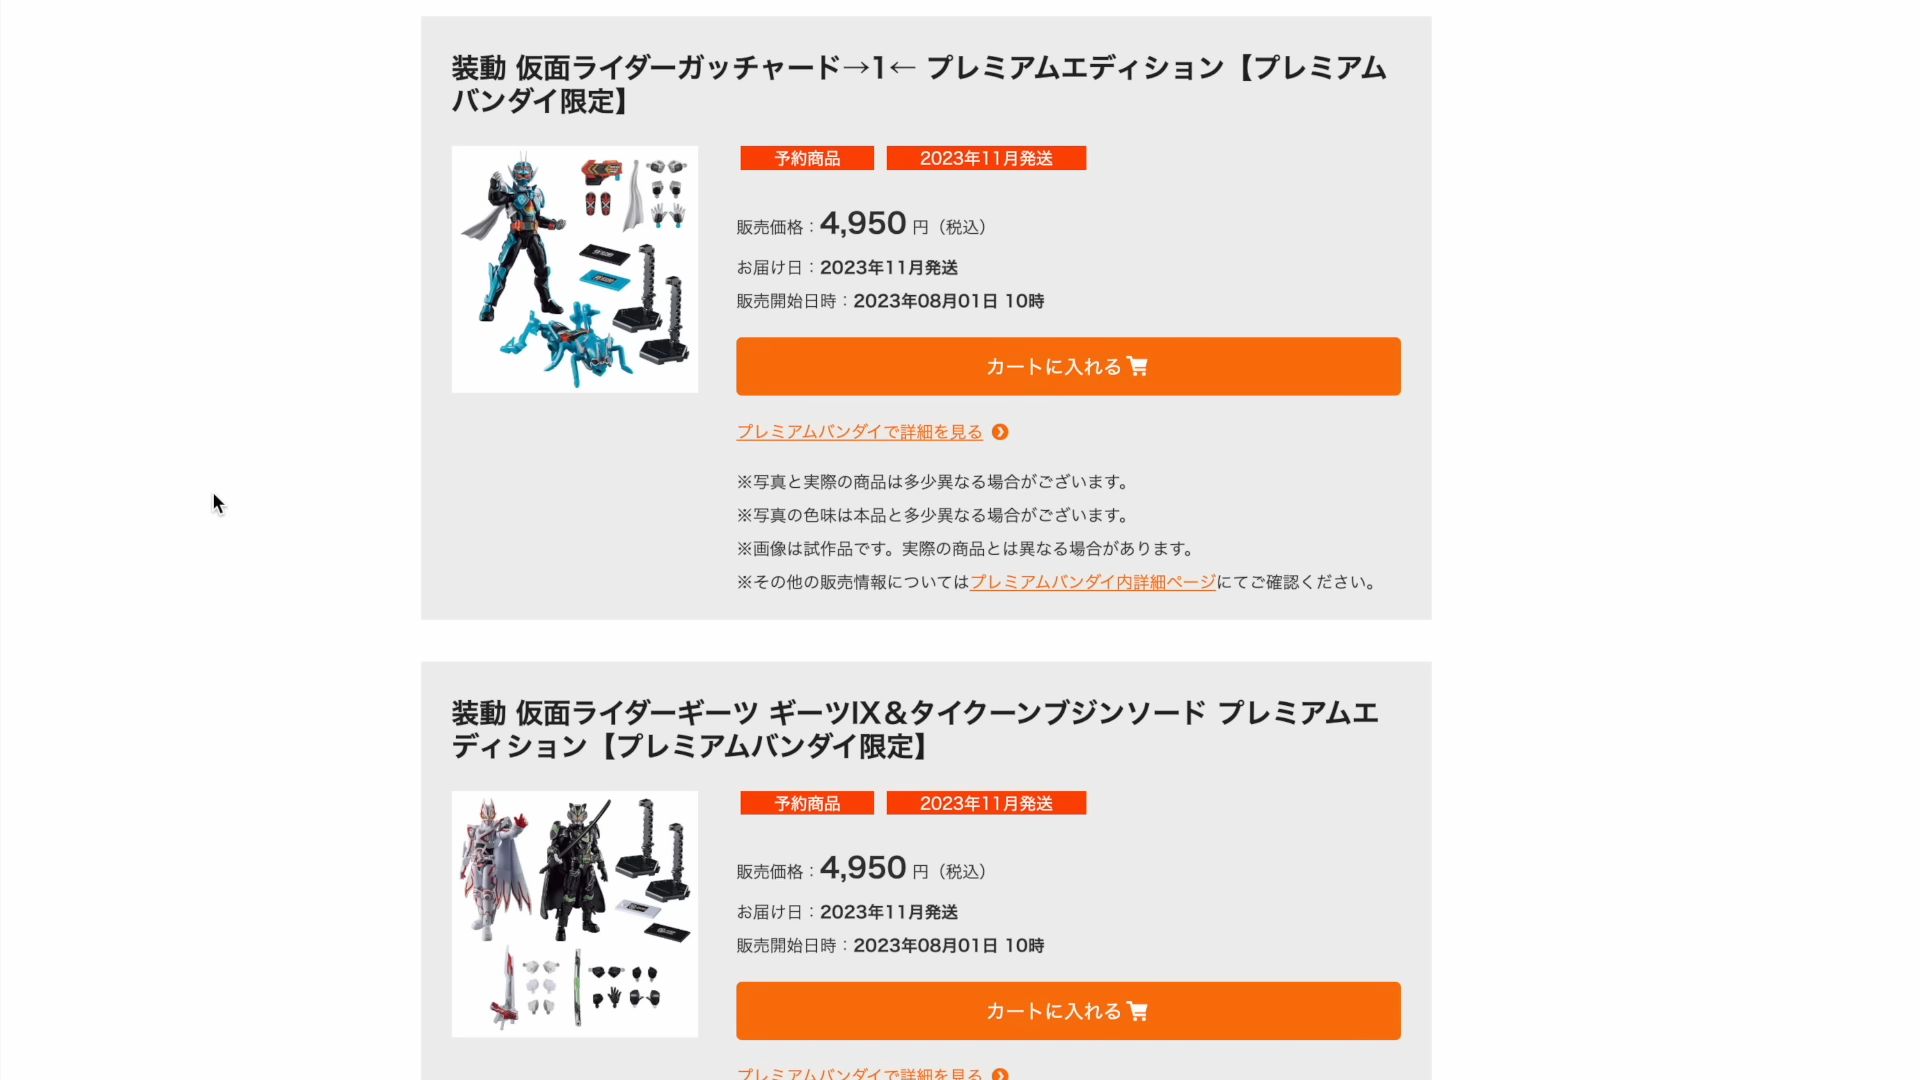 装動 仮面ライダーガッチャード→1← プレミアムエディション【プレミアム
バンダイ限定】
予約商品
2023年11月発送
販売価格：4,950 円（税込）
お届け日：2023年11月発送
販売開始日時：2023年08月01日 10時
カートに入れる
プレミアムバンダイで詳細を見る
※写真と実際の商品は多少異なる場合がございます。
※写真の色味は本品と多少異なる場合がございます。
※画像は試作品です。実際の商品とは異なる場合があります。
※その他の販売情報についてはプレミアムバンダイ内詳細ページにてご確認ください。
装動 仮面ライダーギーツ ギーツIX＆タイクーンブジンソード プレミアムエ
ディション【プレミアムバンダイ限定】
予約商品
2023年11月発送
販売価格：4,950 円（税込）
お届け日：2023年11月発送
販売開始日時：2023年08月01日 10時
カートに入れる
プレミアムバンダイで詳細を見る